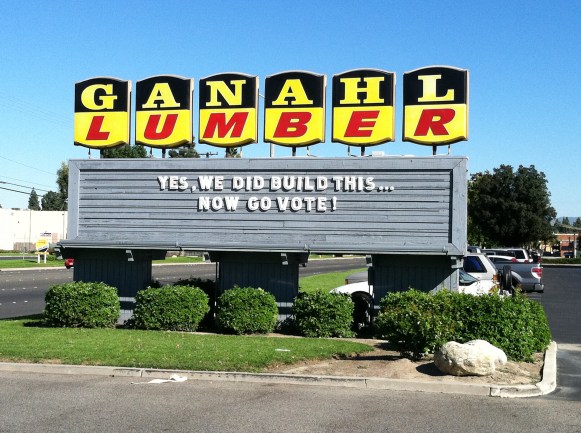 GANAHL
LUMBER
YES, WE DID BUILD THIS...
NOW GO VOTE!